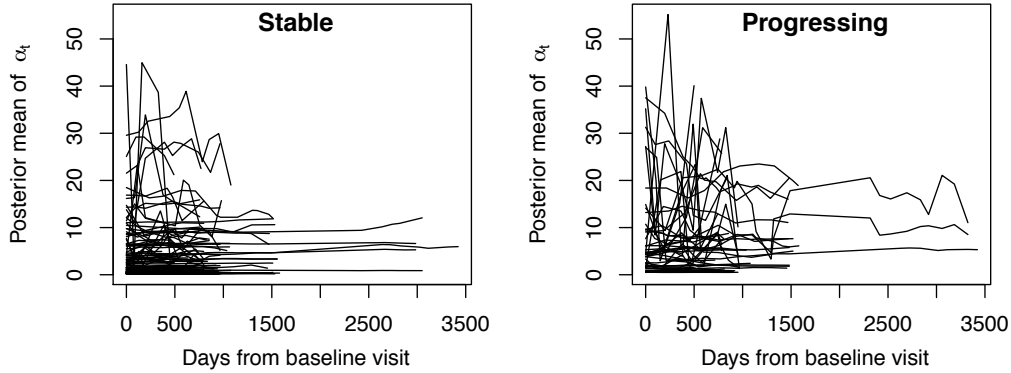 Stable
Posterior mean of αt
0 10 20 30 40 50
0 500 1500 2500 3500
Days from baseline visit
Progressing
Posterior mean of αt
0 10 20 30 40 50
0 500 1500 2500 3500
Days from baseline visit